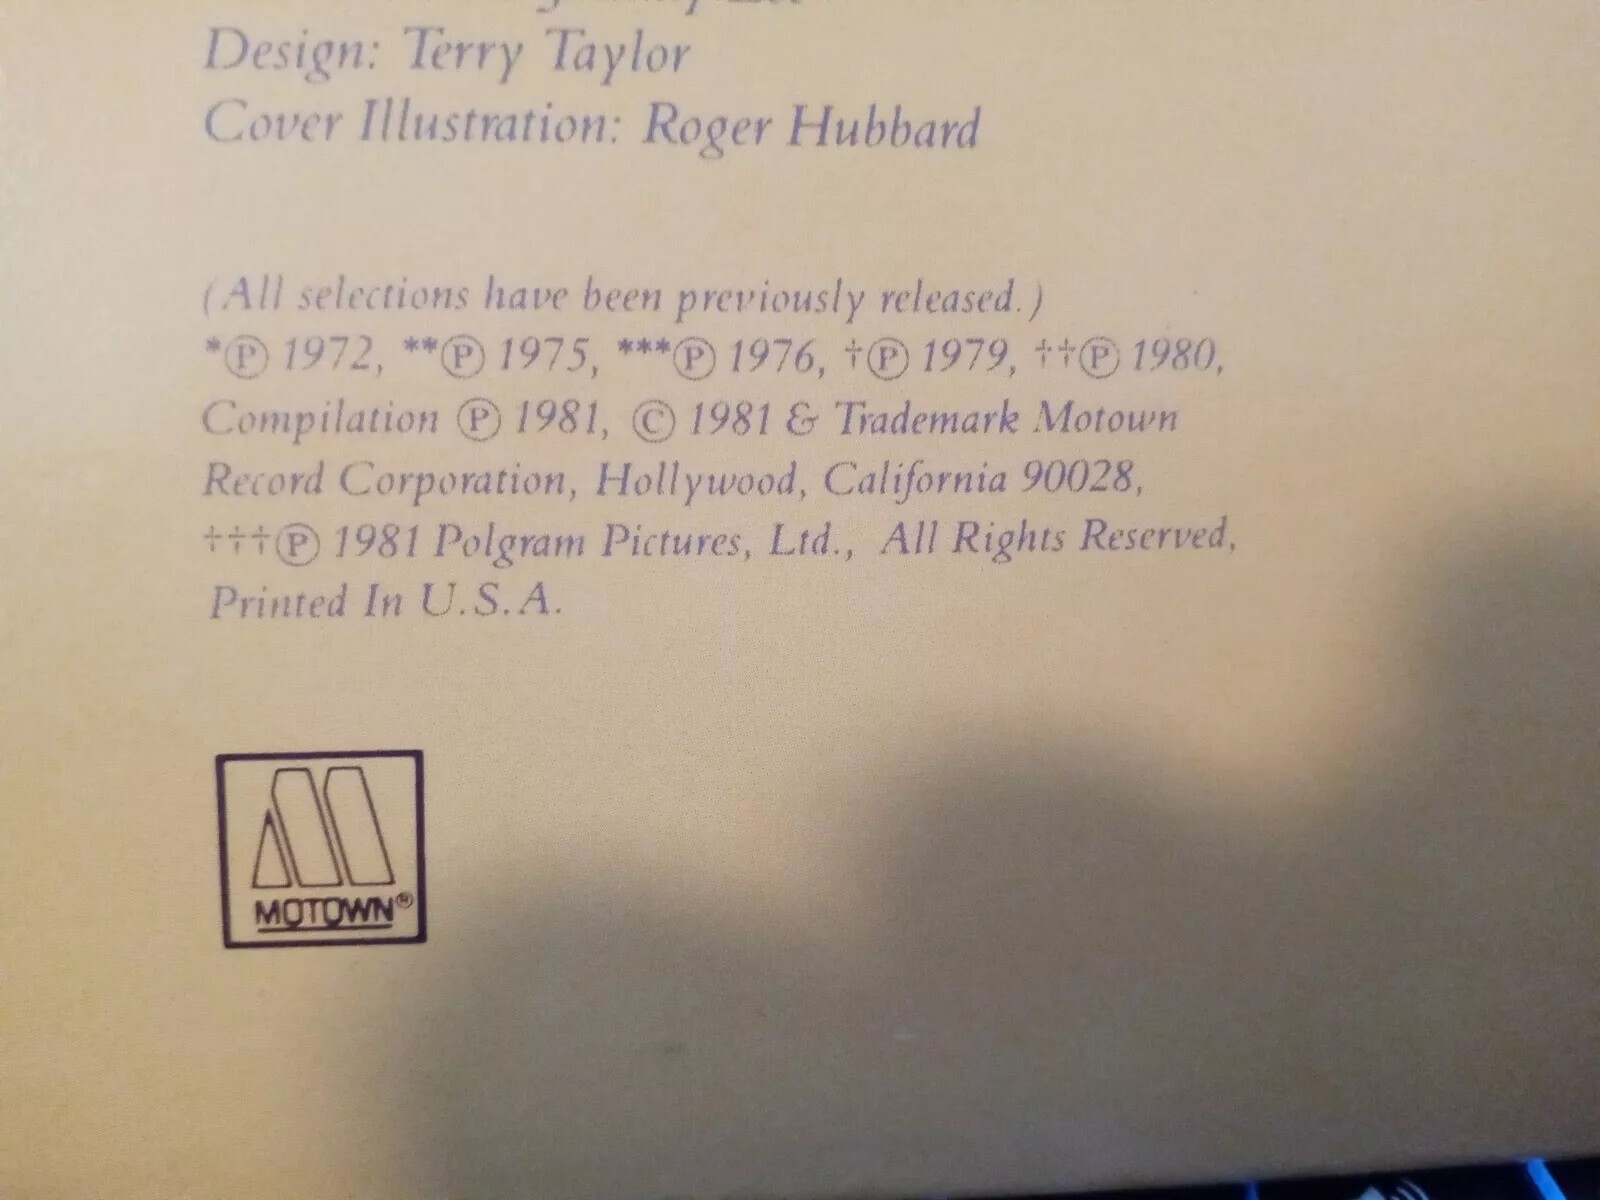 Design: Terry Taylor
Cover Illustration: Roger Hubbard
(All selections have been previously released.)
*Ⓟ 1972, **Ⓟ 1975, ***Ⓟ 1976, †Ⓟ 1979, ††Ⓟ 1980,
Compilation Ⓟ 1981, © 1981 & Trademark Motown
Record Corporation, Hollywood, California 90028,
†††Ⓟ 1981 Polgram Pictures, Ltd., All Rights Reserved,
Printed In U.S.A.
MOTOWN®